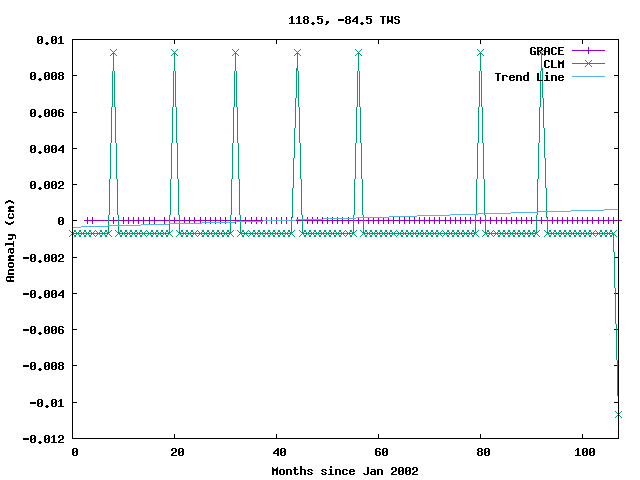 118.5, -84.5 TWS
0.01
0.008
0.006
0.004
0.002
0
-0.002
-0.004
-0.006
-0.008
-0.01
-0.012
Anomaly (cm)
GRACE
CLM
Trend Line
0 20 40 60 80 100
Months since Jan 2002